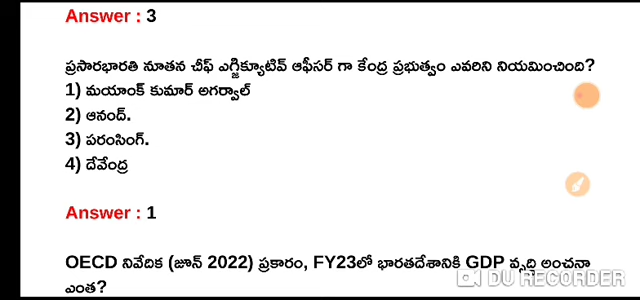 Answer : 3
ప్రసారభారతి నూతన చీఫ్ ఎగ్జిక్యూటివ్ ఆఫీసర్ గా కేంద్ర ప్రభుత్వం ఎవరిని నియమించింది?
1) మయాంక్ కుమార్ అగర్వాల్
2) ఆనంద్.
3) పరంసింగ్.
4) దేవేంద్ర
Answer : 1
OECD నివేదిక (జూన్ 2022) ప్రకారం, FY23లో భారతదేశానికి GDP వృద్ధి అంచనా
ఎంత?
DU RECORDER